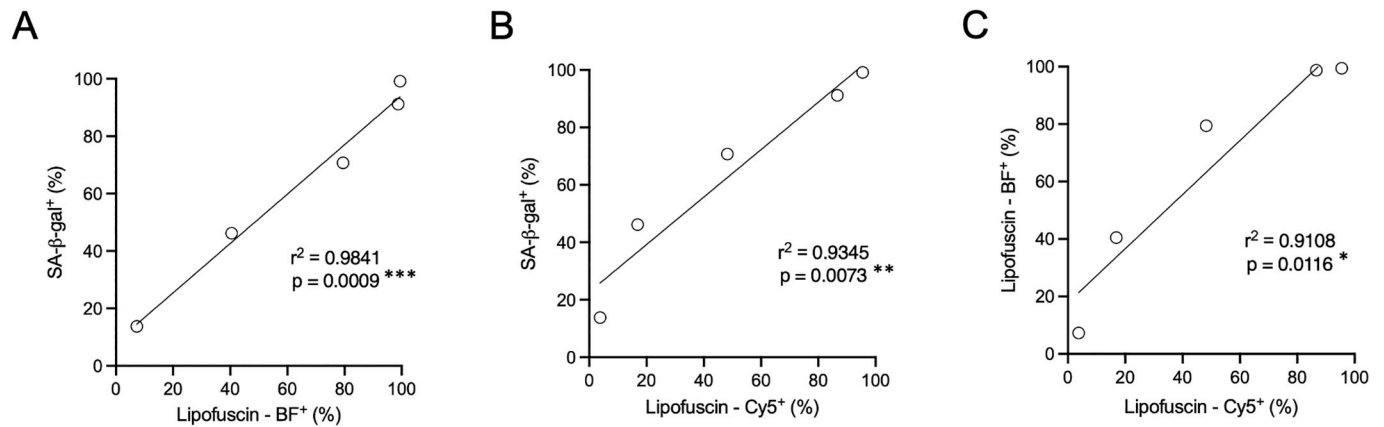 A
SA-β-gal⁺ (%)
100
80
60
40
20
0
r² = 0.9841
p = 0.0009 ***
0 20 40 60 80 100
Lipofuscin - BF⁺ (%)
B
SA-β-gal⁺ (%)
100
80
60
40
20
0
r² = 0.9345
p = 0.0073 **
0 20 40 60 80 100
Lipofuscin - Cy5⁺ (%)
C
Lipofuscin - BF⁺ (%)
100
80
60
40
20
0
r² = 0.9108
p = 0.0116 *
0 20 40 60 80 100
Lipofuscin - Cy5⁺ (%)